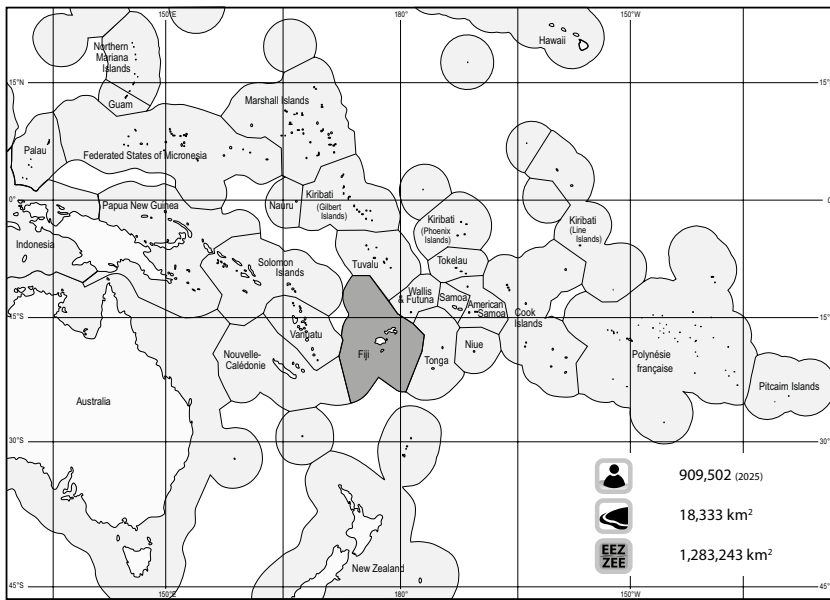 150°E
180°
150°W
Hawaii
Northern
Mariana
Islands
15°N
15°N
Guam
Marshall Islands
Palau
Federated States of Micronesia
0°
0°
Papua New Guinea
Nauru
Kiribati
(Gilbert
Islands)
Kiribati
(Phoenix
Islands)
Kiribati
(Line
Islands)
Indonesia
Solomon
Islands
Tuvalu
Tokelau
Wallis
& Futuna
Samoa
American
Samoa
Cook
Islands
15°S
15°S
Vanuatu
Fiji
Tonga
Niue
Nouvelle-
Calédonie
Polynésie
française
Pitcairn Islands
Australia
30°S
30°S
909,502 (2025)
18,333 km²
EEZ
ZEE
1,283,243 km²
New Zealand
45°S
45°S
150°E
180°
150°W